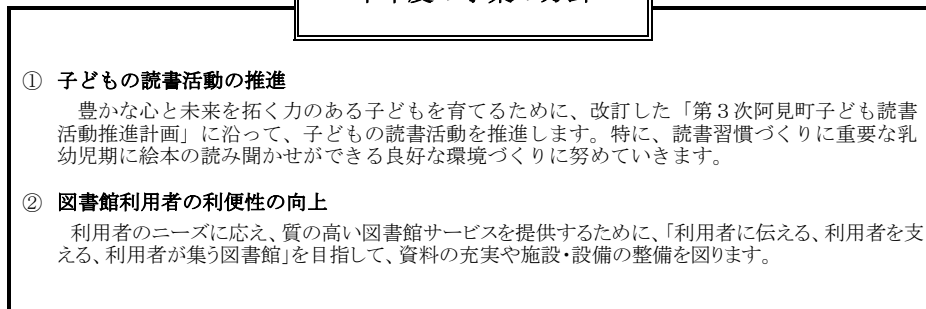 ① 子どもの読書活動の推進
豊かな心と未来を拓く力のある子どもを育てるために、改訂した「第3次阿見町子ども読書
活動推進計画」に沿って、子どもの読書活動を推進します。特に、読書習慣づくりに重要な乳
幼児期に絵本の読み聞かせができる良好な環境づくりに努めていきます。
② 図書館利用者の利便性の向上
利用者のニーズに応え、質の高い図書館サービスを提供するために、「利用者に伝える、利用者を支
える、利用者が集う図書館」を目指して、資料の充実や施設・設備の整備を図ります。